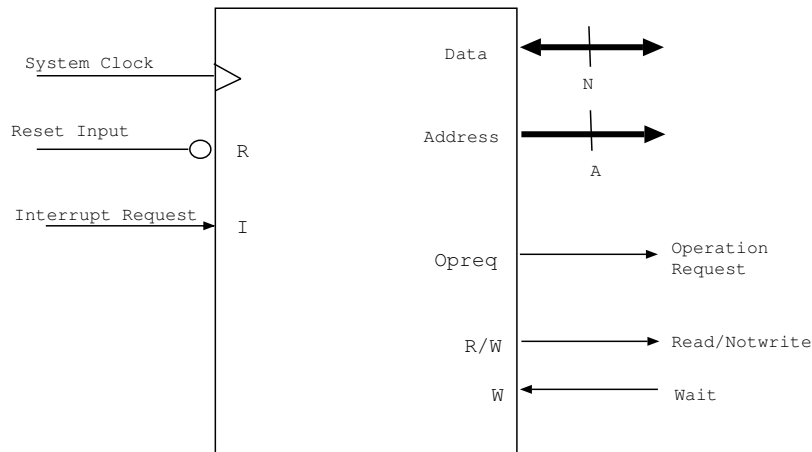 System Clock
Reset Input
R
Interrupt Request
I
Data
N
Address
A
Opreq
Operation
Request
R/W
Read/Notwrite
W
Wait